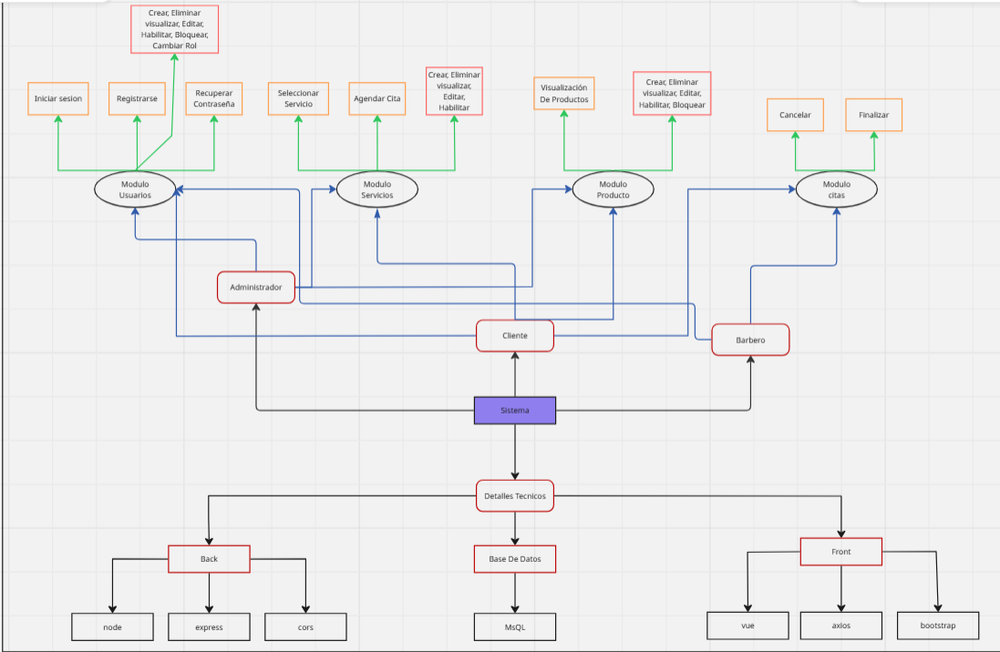 Crear, Eliminar
visualizar, Editar,
Habilitar, Bloquear,
Cambiar Rol
Iniciar sesion
Registrarse
Recuperar
Contraseña
Seleccionar
Servicio
Agendar Cita
Crear, Eliminar
visualizar,
Editar,
Habilitar
Visualización
De Productos
Crear, Eliminar
visualizar, Editar,
Habilitar, Bloquear
Cancelar
Finalizar
Modulo
Usuarios
Modulo
Servicios
Modulo
Producto
Modulo
citas
Administrador
Cliente
Barbero
Sistema
Detalles Tecnicos
Back
Base De Datos
Front
node
express
cors
MsQL
vue
axios
bootstrap